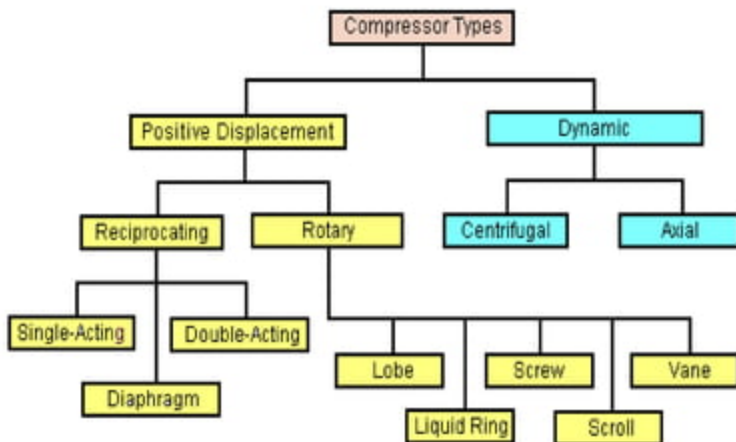 Compressor Types
Positive Displacement
Dynamic
Reciprocating
Rotary
Centrifugal
Axial
Single-Acting
Double-Acting
Diaphragm
Lobe
Screw
Vane
Liquid Ring
Scroll